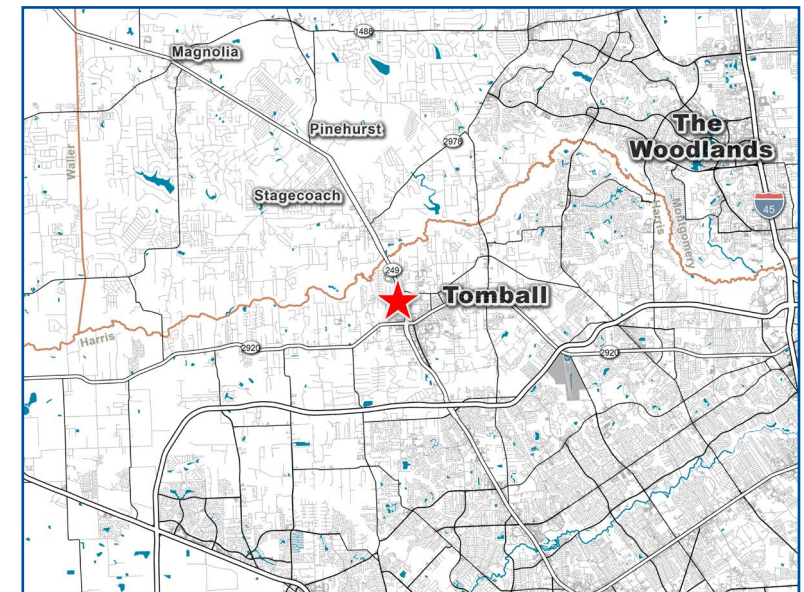 1488
Magnolia
The
Woodlands
Pinehurst
2978
Waller
Stagecoach
Harris
Montgomery
45
249
Tomball
Harris
2920
2920